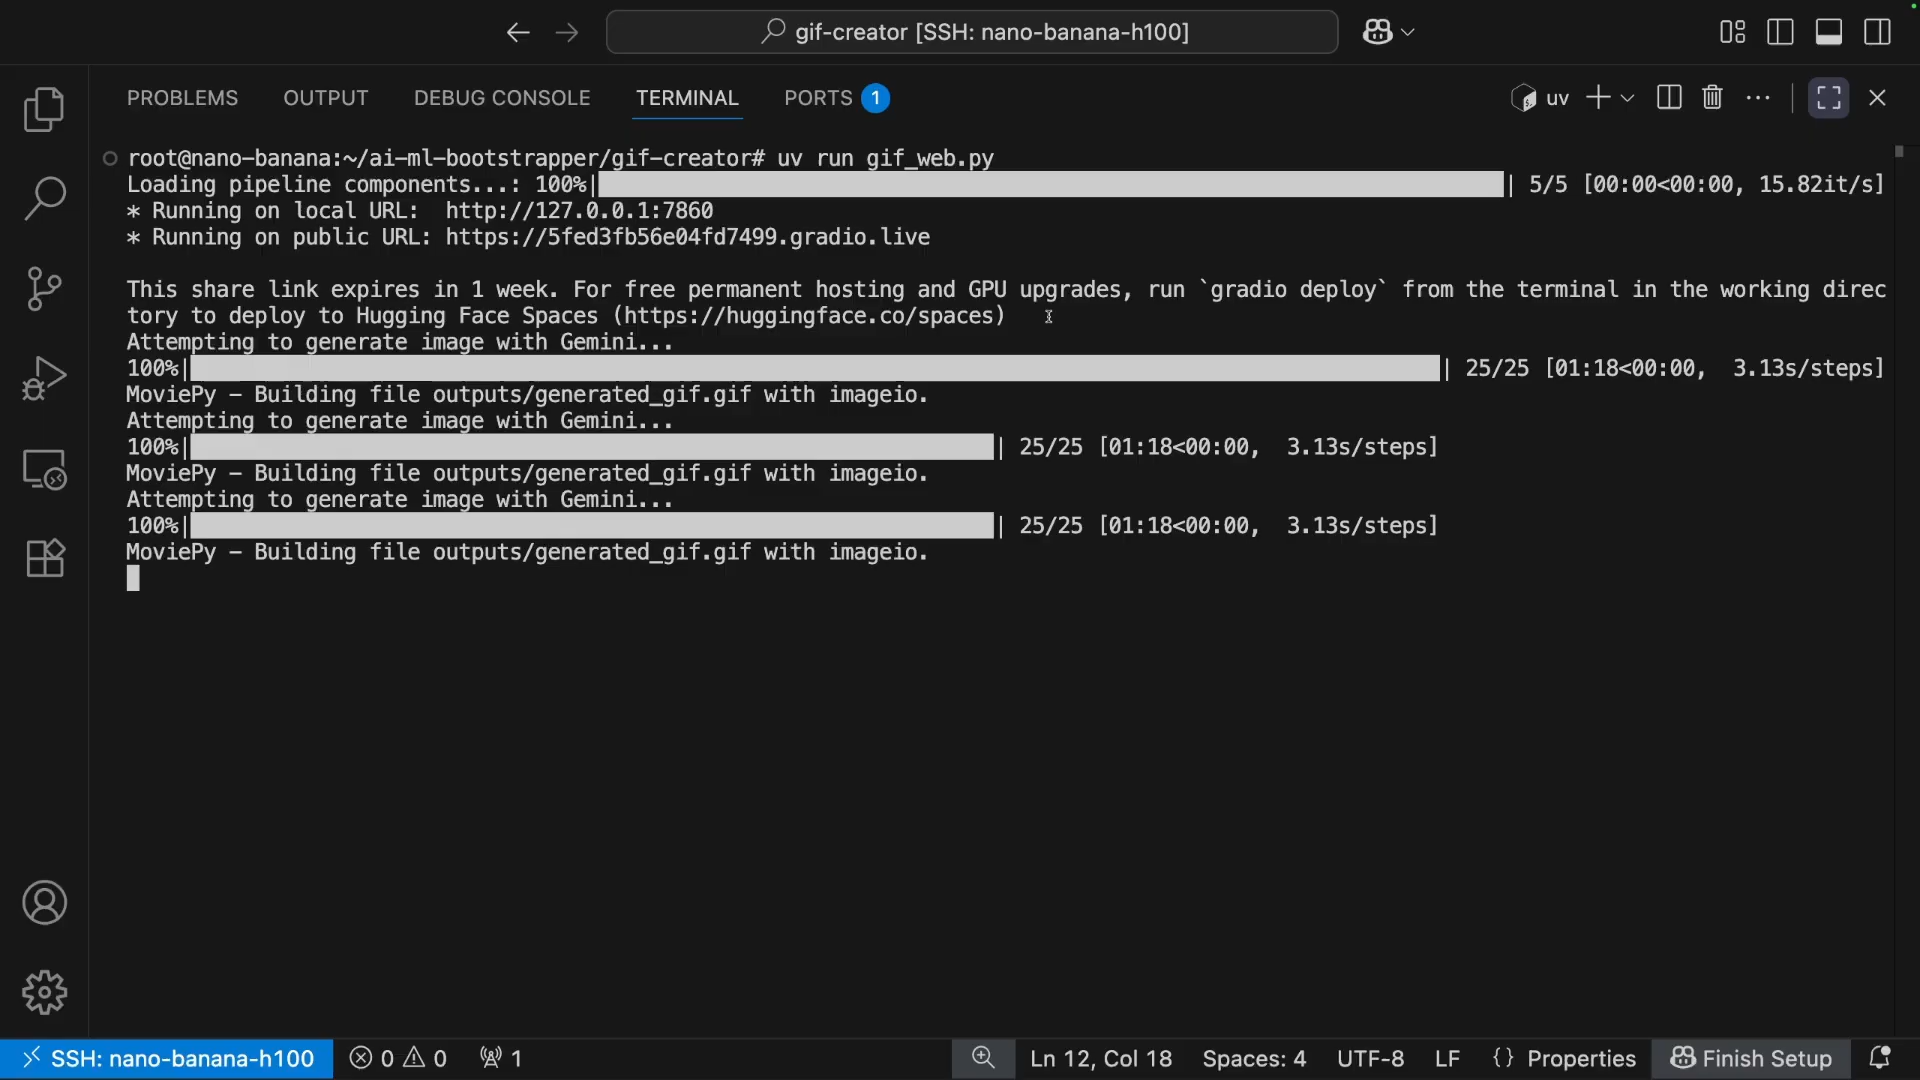 gif-creator [SSH: nano-banana-h100]
PROBLEMS OUTPUT DEBUG CONSOLE TERMINAL PORTS 1 uv
root@nano-banana:~/ai-ml-bootstrapper/gif-creator# uv run gif_web.py
Loading pipeline components...: 100%| | 5/5 [00:00<00:00, 15.82it/s]
* Running on local URL:  http://127.0.0.1:7860
* Running on public URL: https://5fed3fb56e04fd7499.gradio.live
This share link expires in 1 week. For free permanent hosting and GPU upgrades, run `gradio deploy` from the terminal in the working direc
tory to deploy to Hugging Face Spaces (https://huggingface.co/spaces)
Attempting to generate image with Gemini...
100%| | 25/25 [01:18<00:00,  3.13s/steps]
MoviePy - Building file outputs/generated_gif.gif with imageio.
Attempting to generate image with Gemini...
100%| | 25/25 [01:18<00:00,  3.13s/steps]
MoviePy - Building file outputs/generated_gif.gif with imageio.
Attempting to generate image with Gemini...
100%| | 25/25 [01:18<00:00,  3.13s/steps]
MoviePy - Building file outputs/generated_gif.gif with imageio.
SSH: nano-banana-h100 0 0 1 Ln 12, Col 18 Spaces: 4 UTF-8 LF {} Properties Finish Setup